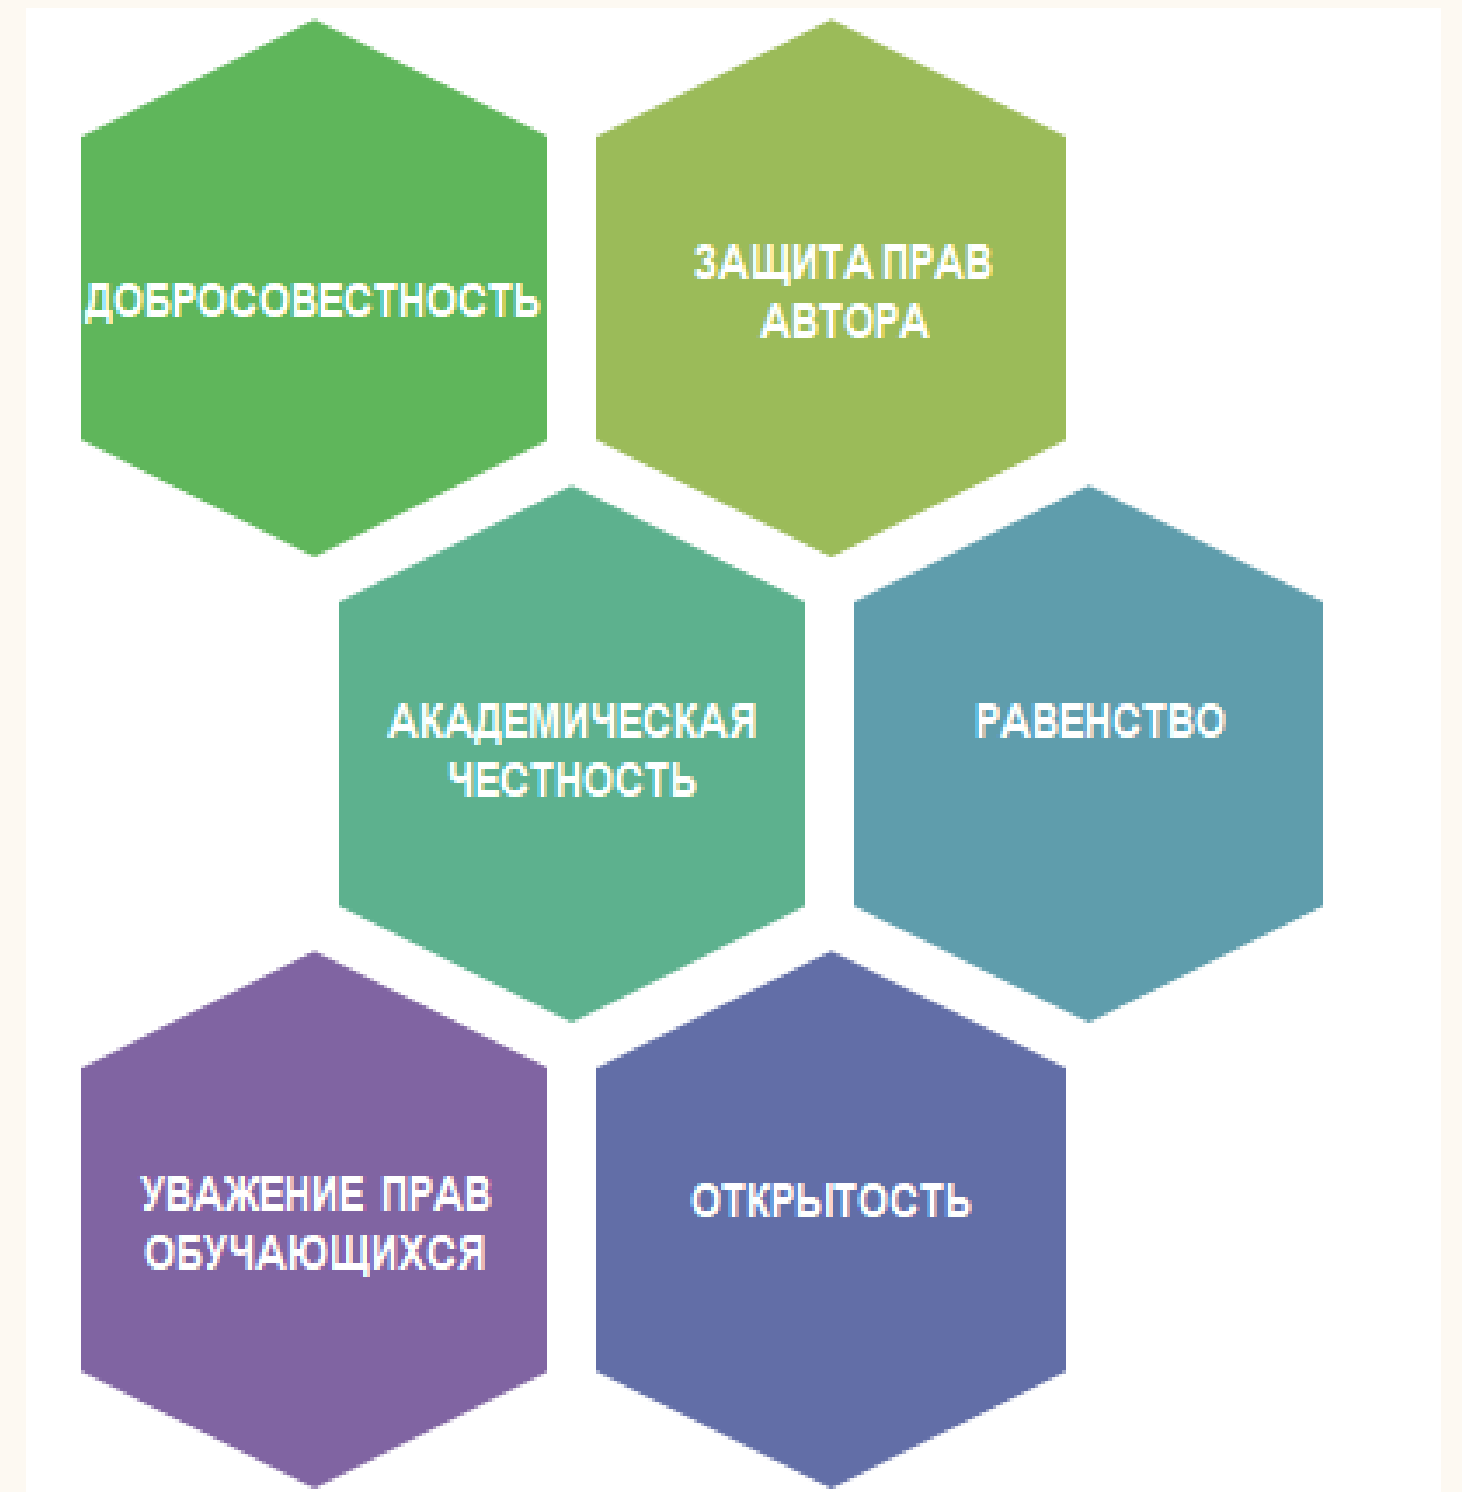 ДОБРОСОВЕСТНОСТЬ
ЗАЩИТА ПРАВ
АВТОРА
АКАДЕМИЧЕСКАЯ
ЧЕСТНОСТЬ
РАВЕНСТВО
УВАЖЕНИЕ ПРАВ
ОБУЧАЮЩИХСЯ
ОТКРЫТОСТЬ